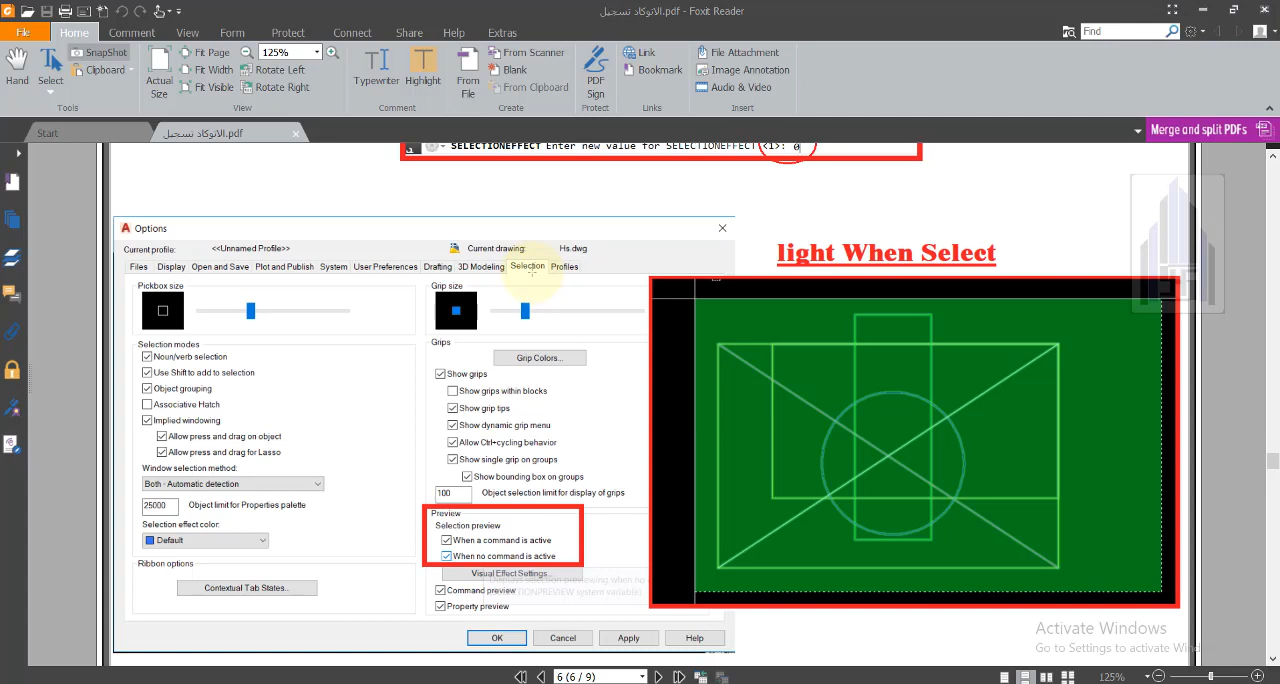 الاتوكاد تسجيل.pdf - Foxit Reader
File Home Comment View Form Protect Connect Share Help Extras
Find
Hand
Select
SnapShot
Clipboard
Tools
Actual Size
Fit Page
Fit Width
Fit Visible
125%
Rotate Left
Rotate Right
View
Typewriter
Highlight
Comment
From File
From Scanner
Blank
From Clipboard
Create
PDF Sign
Protect
Link
Bookmark
Links
File Attachment
Image Annotation
Audio & Video
Insert
Start
الاتوكاد تسجيل.pdf
Merge and split PDFs
SELECTIONEFFECT Enter new value for SELECTIONEFFECT <1>: 0
Options
Current profile: <<Unnamed Profile>> Current drawing: Hs.dwg
Files Display Open and Save Plot and Publish System User Preferences Drafting 3D Modeling Selection Profiles
Pickbox size
Selection modes
Noun/verb selection
Use Shift to add to selection
Object grouping
Associative Hatch
Implied windowing
Allow press and drag on object
Allow press and drag for Lasso
Window selection method:
Both - Automatic detection
25000 Object limit for Properties palette
Selection effect color:
Default
Ribbon options
Contextual Tab States...
Grip size
Grips
Grip Colors...
Show grips
Show grips within blocks
Show grip tips
Show dynamic grip menu
Allow Ctrl+cycling behavior
Show single grip on groups
Show bounding box on groups
100 Object selection limit for display of grips
Preview
Selection preview
When a command is active
When no command is active
Visual Effect Settings...
Displays selection previewing when no
Command preview
ONPREVIEW system variable)
Property preview
OK Cancel Apply Help
light When Select
Activate Windows
Go to Settings to activate Win
6 (6 / 9)
125%